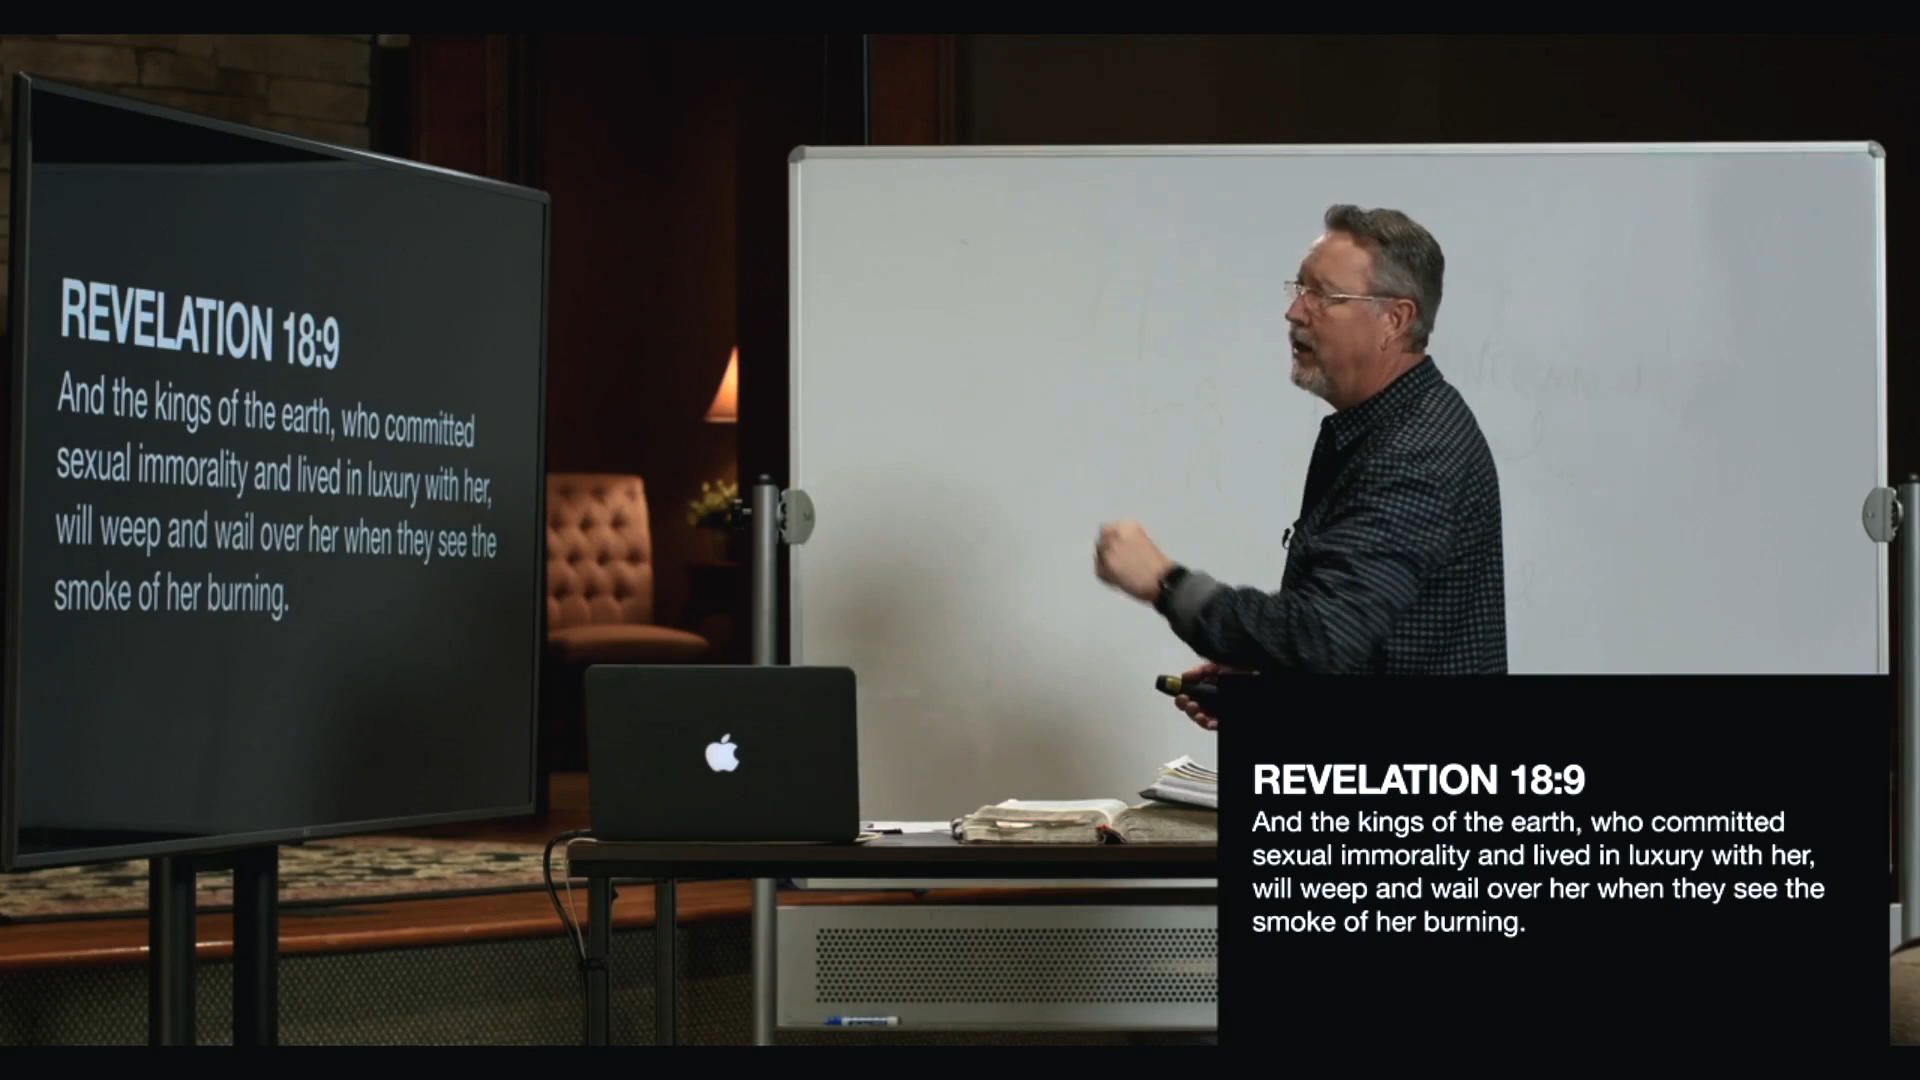 REVELATION 18:9
And the kings of the earth, who committed
sexual immorality and lived in luxury with her,
will weep and wail over her when they see the
smoke of her burning.
REVELATION 18:9
And the kings of the earth, who committed
sexual immorality and lived in luxury with her,
will weep and wail over her when they see the
smoke of her burning.